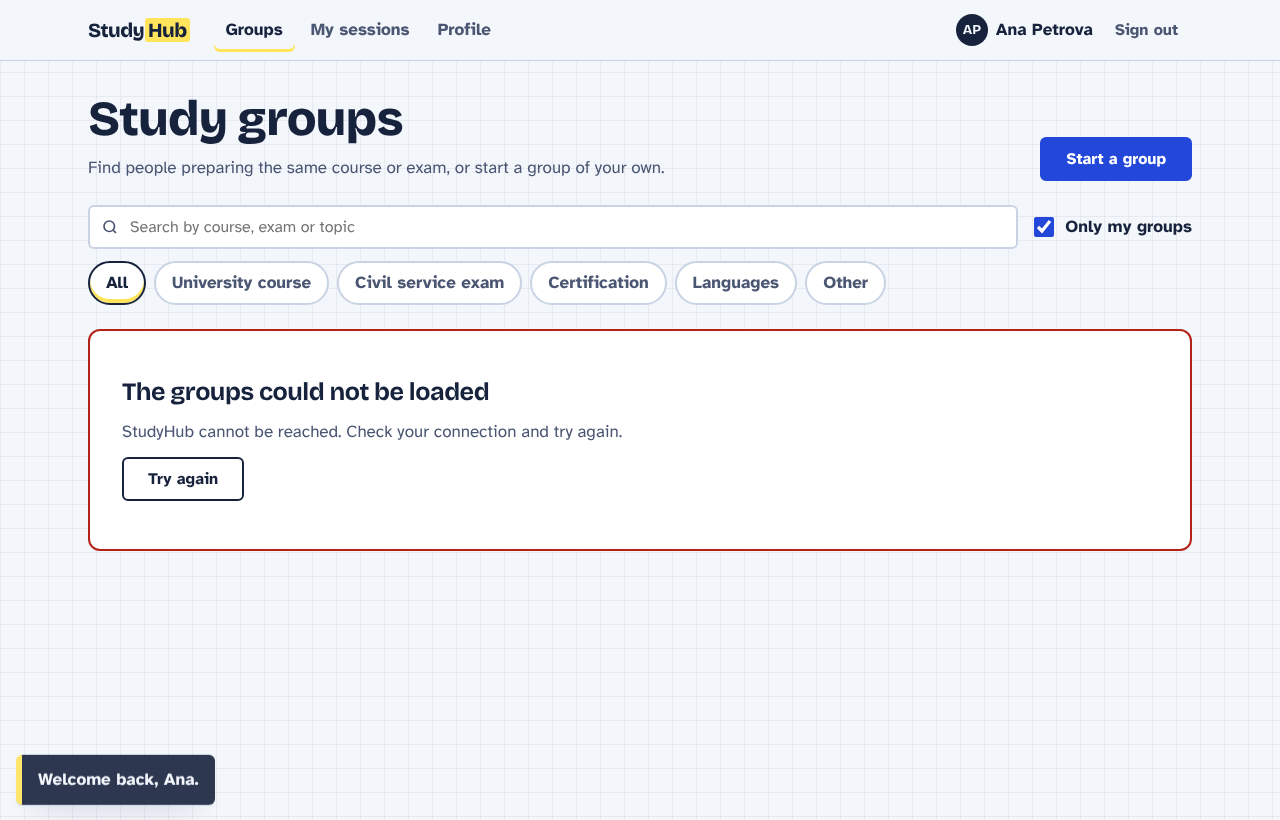 StudyHub Groups My sessions Profile AP Ana Petrova Sign out
Study groups
Find people preparing the same course or exam, or start a group of your own.
Start a group
Search by course, exam or topic
Only my groups
All University course Civil service exam Certification Languages Other
The groups could not be loaded
StudyHub cannot be reached. Check your connection and try again.
Try again
Welcome back, Ana.